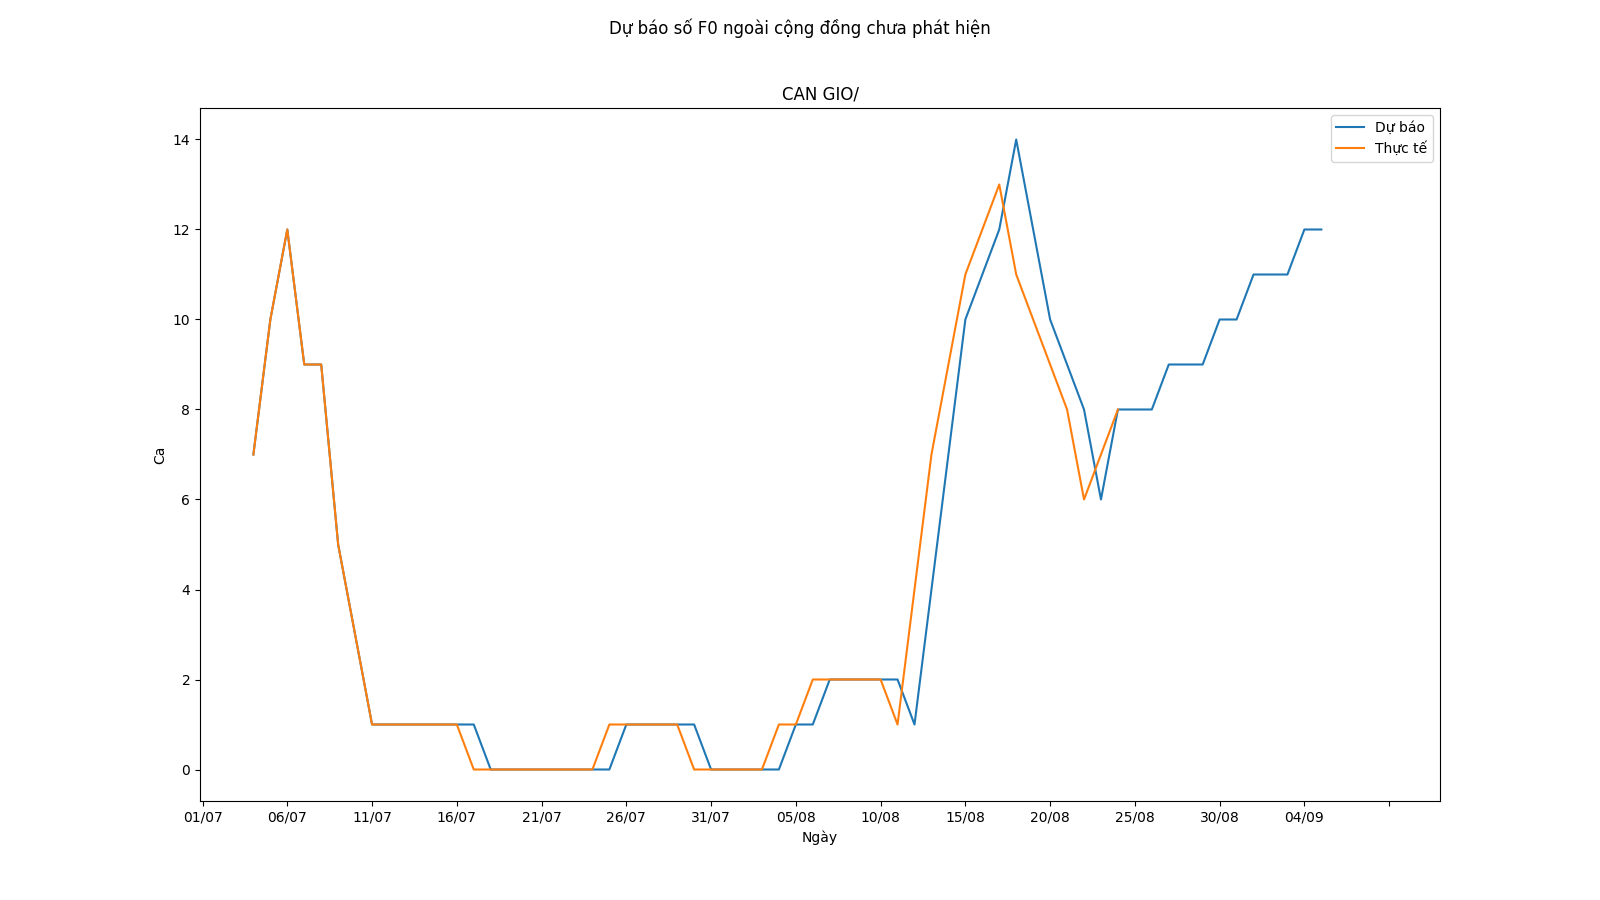 Dự báo số F0 ngoài cộng đồng chưa phát hiện
CAN GIO/
Dự báo
Thực tế
14
12
10
8
6
4
2
0
Ca
01/07 06/07 11/07 16/07 21/07 26/07 31/07 05/08 10/08 15/08 20/08 25/08 30/08 04/09
Ngày